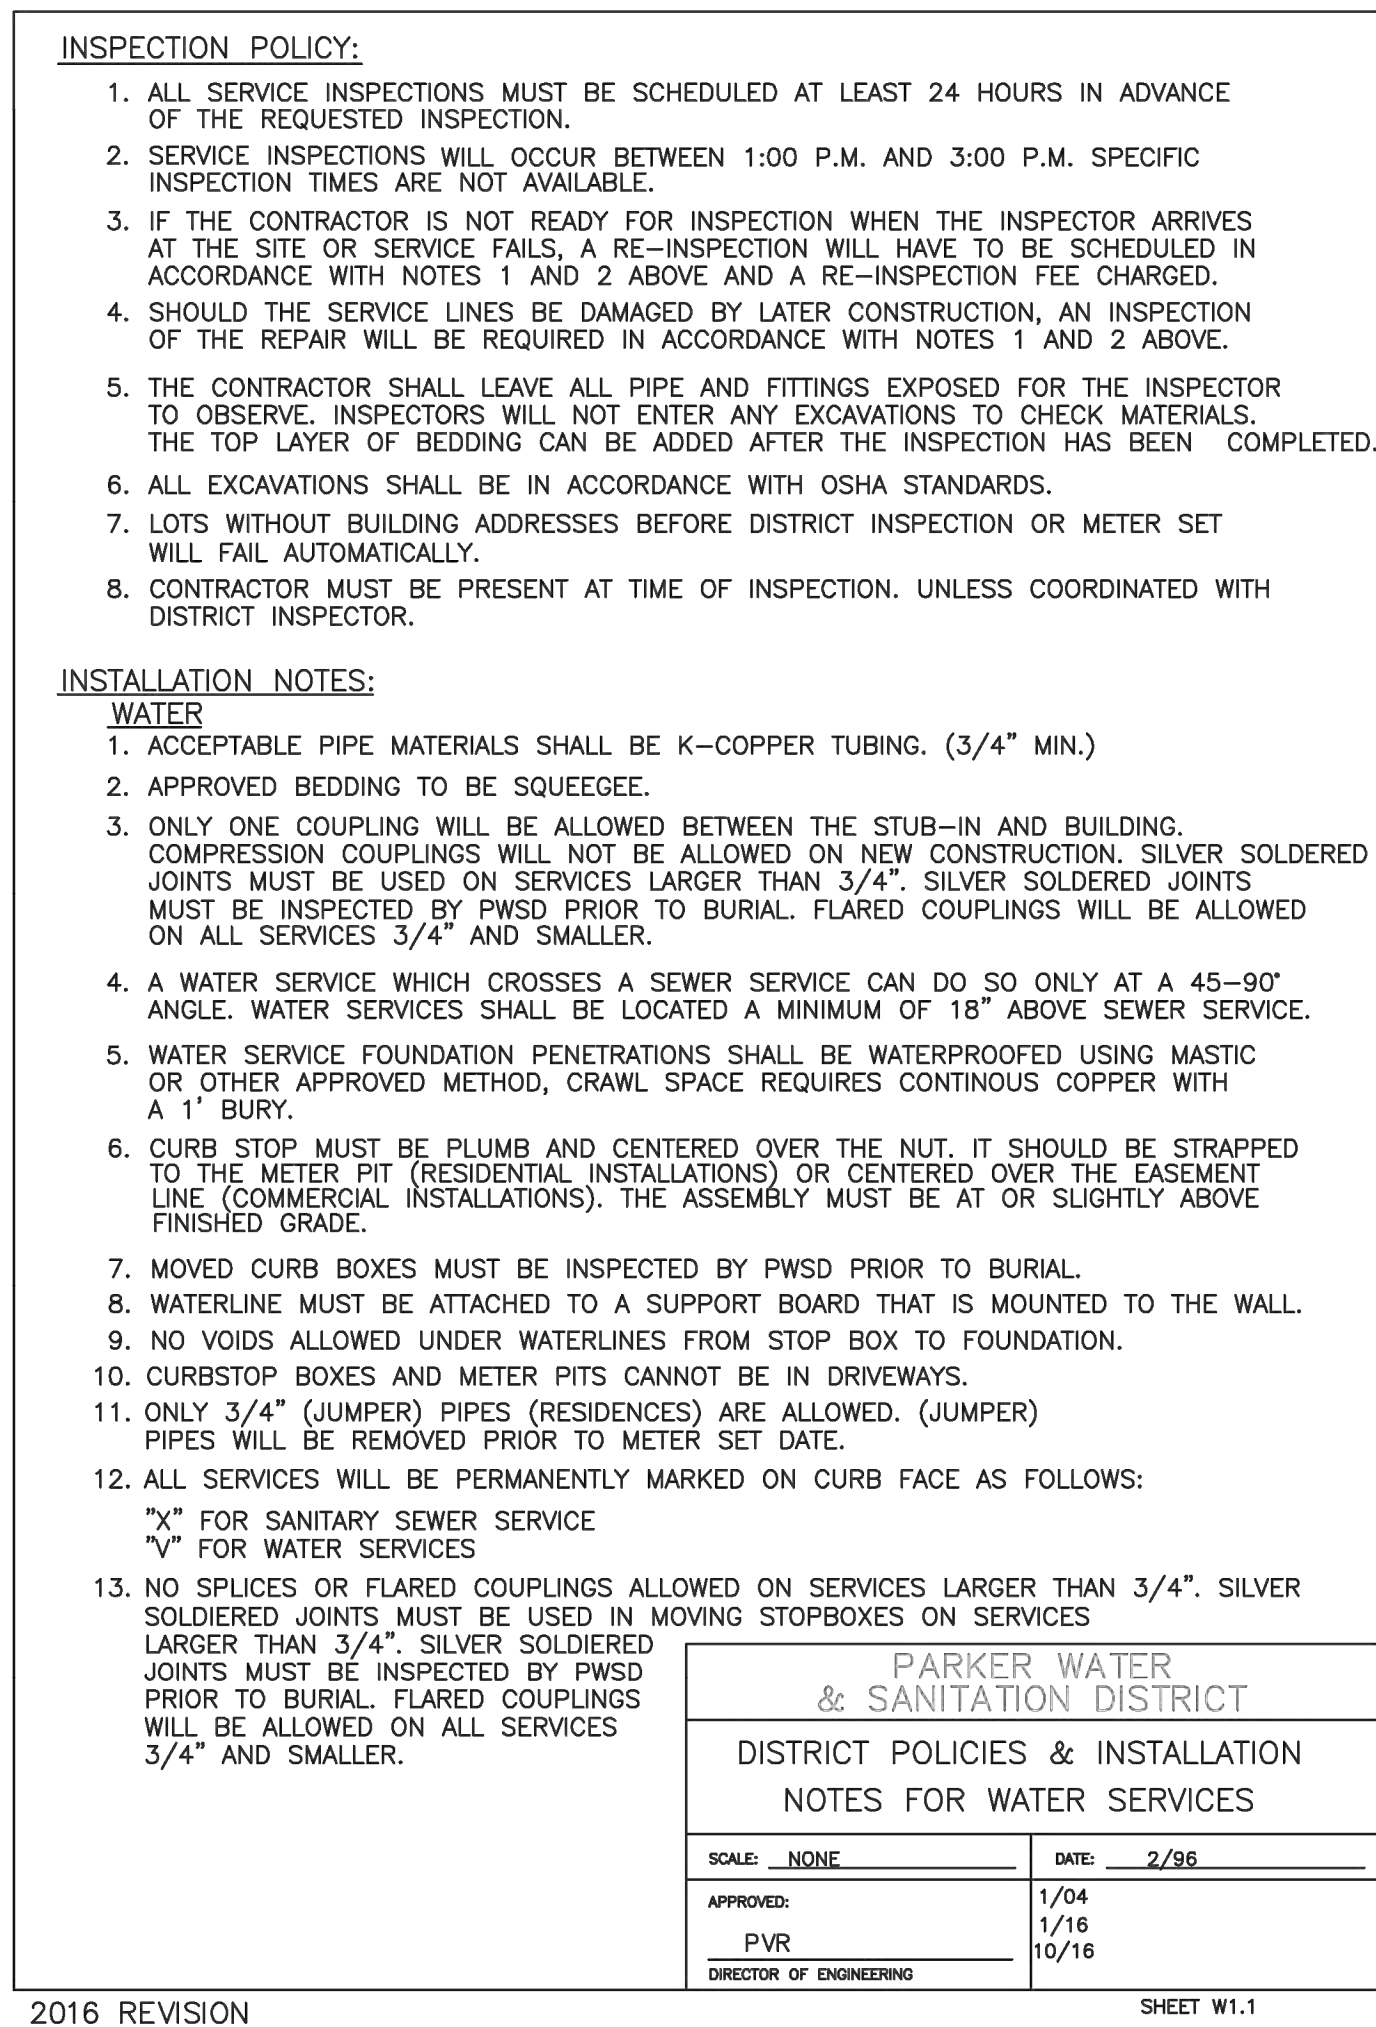 INSPECTION POLICY:
1. ALL SERVICE INSPECTIONS MUST BE SCHEDULED AT LEAST 24 HOURS IN ADVANCE
OF THE REQUESTED INSPECTION.
2. SERVICE INSPECTIONS WILL OCCUR BETWEEN 1:00 P.M. AND 3:00 P.M. SPECIFIC
INSPECTION TIMES ARE NOT AVAILABLE.
3. IF THE CONTRACTOR IS NOT READY FOR INSPECTION WHEN THE INSPECTOR ARRIVES
AT THE SITE OR SERVICE FAILS, A RE-INSPECTION WILL HAVE TO BE SCHEDULED IN
ACCORDANCE WITH NOTES 1 AND 2 ABOVE AND A RE-INSPECTION FEE CHARGED.
4. SHOULD THE SERVICE LINES BE DAMAGED BY LATER CONSTRUCTION, AN INSPECTION
OF THE REPAIR WILL BE REQUIRED IN ACCORDANCE WITH NOTES 1 AND 2 ABOVE.
5. THE CONTRACTOR SHALL LEAVE ALL PIPE AND FITTINGS EXPOSED FOR THE INSPECTOR
TO OBSERVE. INSPECTORS WILL NOT ENTER ANY EXCAVATIONS TO CHECK MATERIALS.
THE TOP LAYER OF BEDDING CAN BE ADDED AFTER THE INSPECTION HAS BEEN COMPLETED.
6. ALL EXCAVATIONS SHALL BE IN ACCORDANCE WITH OSHA STANDARDS.
7. LOTS WITHOUT BUILDING ADDRESSES BEFORE DISTRICT INSPECTION OR METER SET
WILL FAIL AUTOMATICALLY.
8. CONTRACTOR MUST BE PRESENT AT TIME OF INSPECTION. UNLESS COORDINATED WITH
DISTRICT INSPECTOR.
INSTALLATION NOTES:
WATER
1. ACCEPTABLE PIPE MATERIALS SHALL BE K-COPPER TUBING. (3/4" MIN.)
2. APPROVED BEDDING TO BE SQUEEGEE.
3. ONLY ONE COUPLING WILL BE ALLOWED BETWEEN THE STUB-IN AND BUILDING.
COMPRESSION COUPLINGS WILL NOT BE ALLOWED ON NEW CONSTRUCTION. SILVER SOLDERED
JOINTS MUST BE USED ON SERVICES LARGER THAN 3/4". SILVER SOLDERED JOINTS
MUST BE INSPECTED BY PWSD PRIOR TO BURIAL. FLARED COUPLINGS WILL BE ALLOWED
ON ALL SERVICES 3/4" AND SMALLER.
4. A WATER SERVICE WHICH CROSSES A SEWER SERVICE CAN DO SO ONLY AT A 45-90°
ANGLE. WATER SERVICES SHALL BE LOCATED A MINIMUM OF 18" ABOVE SEWER SERVICE.
5. WATER SERVICE FOUNDATION PENETRATIONS SHALL BE WATERPROOFED USING MASTIC
OR OTHER APPROVED METHOD, CRAWL SPACE REQUIRES CONTINOUS COPPER WITH
A 1' BURY.
6. CURB STOP MUST BE PLUMB AND CENTERED OVER THE NUT. IT SHOULD BE STRAPPED
TO THE METER PIT (RESIDENTIAL INSTALLATIONS) OR CENTERED OVER THE EASEMENT
LINE (COMMERCIAL INSTALLATIONS). THE ASSEMBLY MUST BE AT OR SLIGHTLY ABOVE
FINISHED GRADE.
7. MOVED CURB BOXES MUST BE INSPECTED BY PWSD PRIOR TO BURIAL.
8. WATERLINE MUST BE ATTACHED TO A SUPPORT BOARD THAT IS MOUNTED TO THE WALL.
9. NO VOIDS ALLOWED UNDER WATERLINES FROM STOP BOX TO FOUNDATION.
10. CURBSTOP BOXES AND METER PITS CANNOT BE IN DRIVEWAYS.
11. ONLY 3/4" (JUMPER) PIPES (RESIDENCES) ARE ALLOWED. (JUMPER)
PIPES WILL BE REMOVED PRIOR TO METER SET DATE.
12. ALL SERVICES WILL BE PERMANENTLY MARKED ON CURB FACE AS FOLLOWS:
"X" FOR SANITARY SEWER SERVICE
"V" FOR WATER SERVICES
13. NO SPLICES OR FLARED COUPLINGS ALLOWED ON SERVICES LARGER THAN 3/4". SILVER
SOLDIERED JOINTS MUST BE USED IN MOVING STOPBOXES ON SERVICES
LARGER THAN 3/4". SILVER SOLDIERED
JOINTS MUST BE INSPECTED BY PWSD
PRIOR TO BURIAL. FLARED COUPLINGS
WILL BE ALLOWED ON ALL SERVICES
3/4" AND SMALLER.
PARKER WATER
& SANITATION DISTRICT
DISTRICT POLICIES & INSTALLATION
NOTES FOR WATER SERVICES
SCALE: NONE
DATE: 2/96
APPROVED:
PVR
DIRECTOR OF ENGINEERING
1/04
1/16
10/16
2016 REVISION
SHEET W1.1